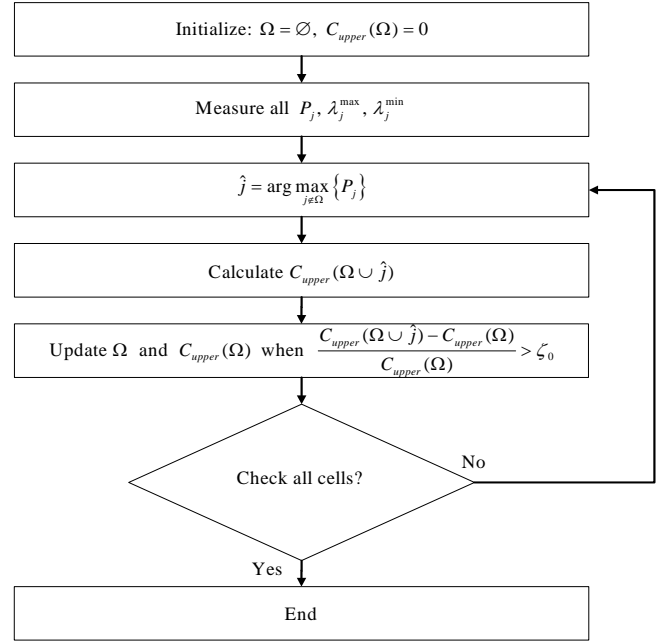 Initialize: Ω = ∅, C_upper(Ω) = 0
Measure all P_j, λ_j^max, λ_j^min
ĵ = arg max_{j∉Ω} {P_j}
Calculate C_upper(Ω ∪ ĵ)
Update Ω and C_upper(Ω) when (C_upper(Ω ∪ ĵ) − C_upper(Ω)) / C_upper(Ω) > ζ_0
Check all cells?
No
Yes
End